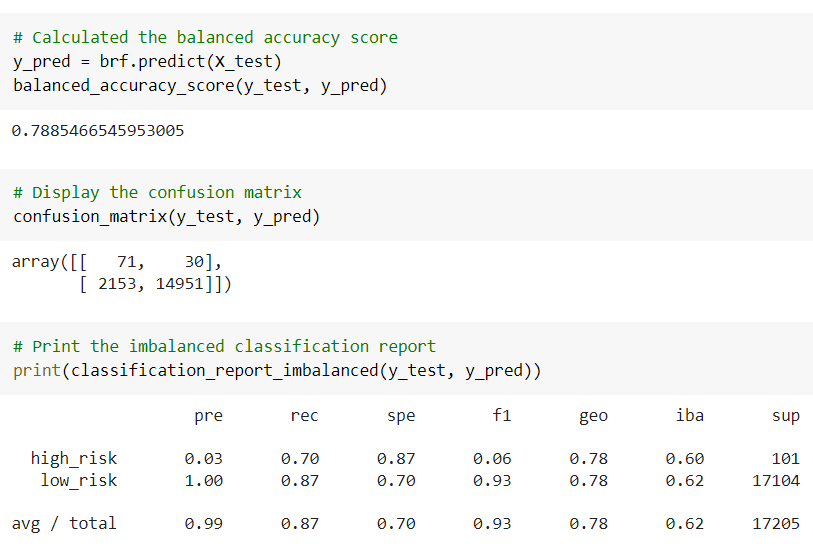 # Calculated the balanced accuracy score
y_pred = brf.predict(X_test)
balanced_accuracy_score(y_test, y_pred)
0.7885466545953005
# Display the confusion matrix
confusion_matrix(y_test, y_pred)
array([[   71,    30],
       [ 2153, 14951]])
# Print the imbalanced classification report
print(classification_report_imbalanced(y_test, y_pred))
                   pre       rec       spe        f1       geo       iba       sup
  high_risk       0.03      0.70      0.87      0.06      0.78      0.60       101
   low_risk       1.00      0.87      0.70      0.93      0.78      0.62     17104
avg / total       0.99      0.87      0.70      0.93      0.78      0.62     17205